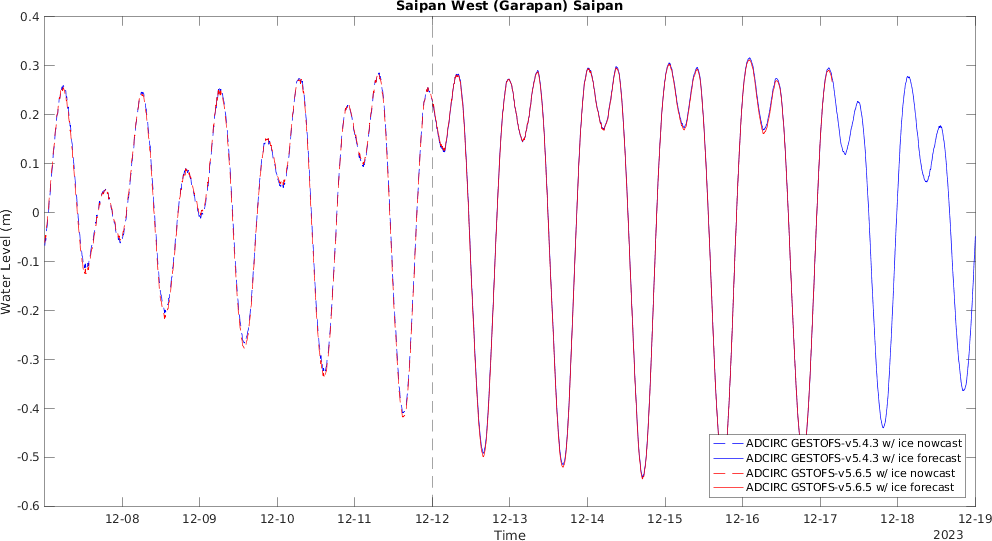 Saipan West (Garapan) Saipan
0.4
0.3
0.2
0.1
0
-0.1
-0.2
-0.3
-0.4
-0.5
-0.6
Water Level (m)
12-08 12-09 12-10 12-11 12-12 12-13 12-14 12-15 12-16 12-17 12-18 12-19
Time
2023
ADCIRC GESTOFS-v5.4.3 w/ ice nowcast
ADCIRC GESTOFS-v5.4.3 w/ ice forecast
ADCIRC GSTOFS-v5.6.5 w/ ice nowcast
ADCIRC GSTOFS-v5.6.5 w/ ice forecast